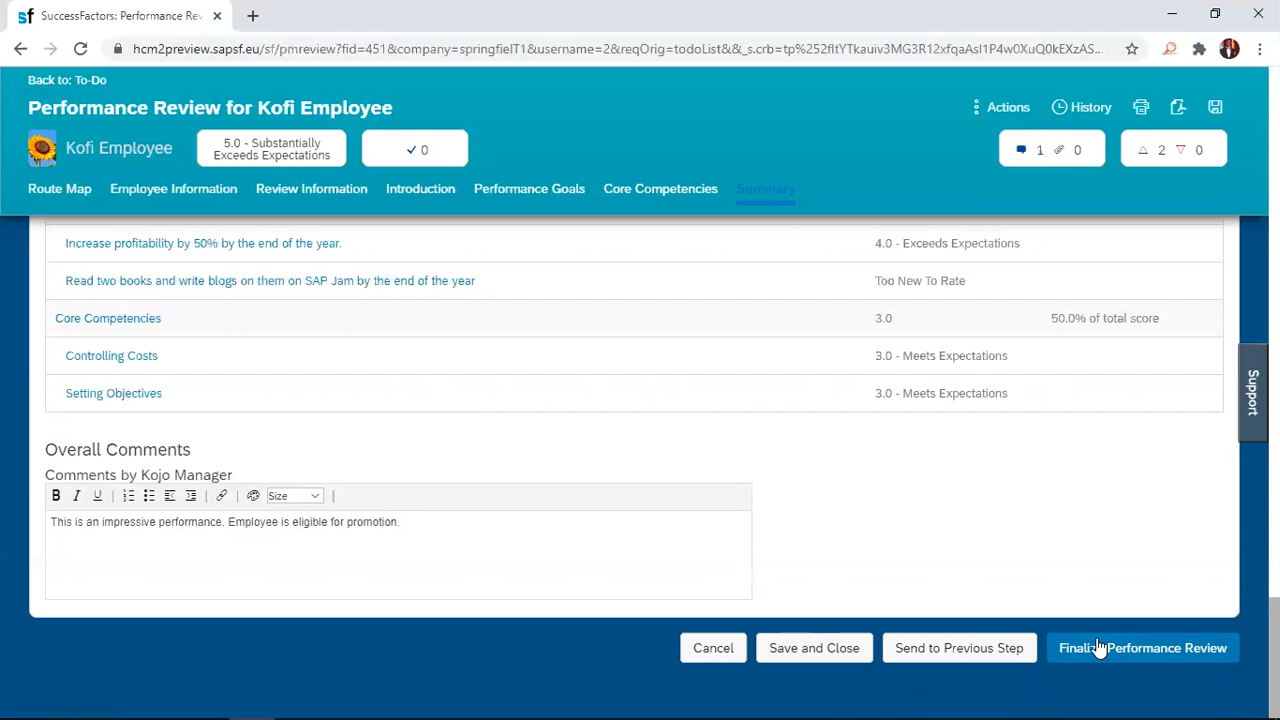 SuccessFactors: Performance Rev
hcm2preview.sapsf.eu/sf/pmreview?fid=451&company=springfielT1&username=2&reqOrig=todoList&&_s.crb=tp%252fltYTkauiv3MG3R12xfqaAsI1P4w0XuQ0kEXzAS...
Back to: To-Do
Performance Review for Kofi Employee
Actions
History
Kofi Employee
5.0 - Substantially
Exceeds Expectations
0
1 0
2 0
Route Map Employee Information Review Information Introduction Performance Goals Core Competencies Summary
Increase profitability by 50% by the end of the year. 4.0 - Exceeds Expectations
Read two books and write blogs on them on SAP Jam by the end of the year Too New To Rate
Core Competencies 3.0 50.0% of total score
Controlling Costs 3.0 - Meets Expectations
Setting Objectives 3.0 - Meets Expectations
Support
Overall Comments
Comments by Kojo Manager
B I U Size
This is an impressive performance. Employee is eligible for promotion.
Cancel Save and Close Send to Previous Step Finalize Performance Review